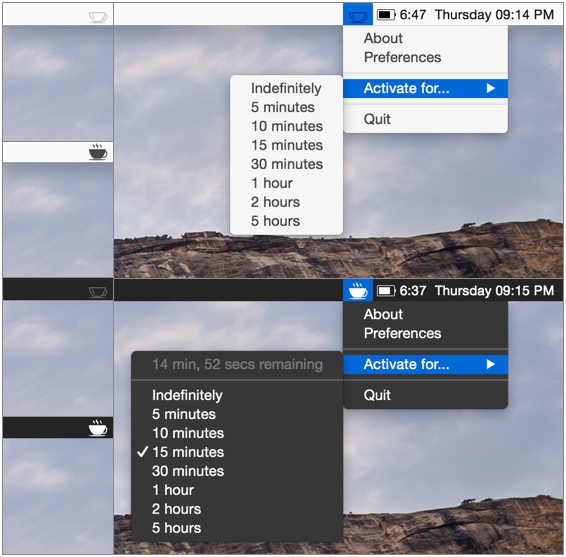 6:47 Thursday 09:14 PM
About
Preferences
Activate for...
Quit
Indefinitely
5 minutes
10 minutes
15 minutes
30 minutes
1 hour
2 hours
5 hours
6:37 Thursday 09:15 PM
About
Preferences
Activate for...
Quit
14 min, 52 secs remaining
Indefinitely
5 minutes
10 minutes
15 minutes
30 minutes
1 hour
2 hours
5 hours